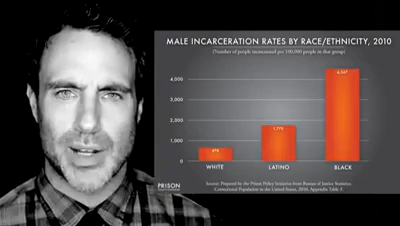 MALE INCARCERATION RATES BY RACE/ETHNICITY, 2010
(Number of people incarcerated per 100,000 people in that group)
4,000
3,000
2,000
1,000
0
678
1,775
4,347
WHITE
LATINO
BLACK
PRISON
Source: Prepared by the Prison Policy Initiative from Bureau of Justice Statistics,
Correctional Population in the United States, 2010, Appendix Table 3.